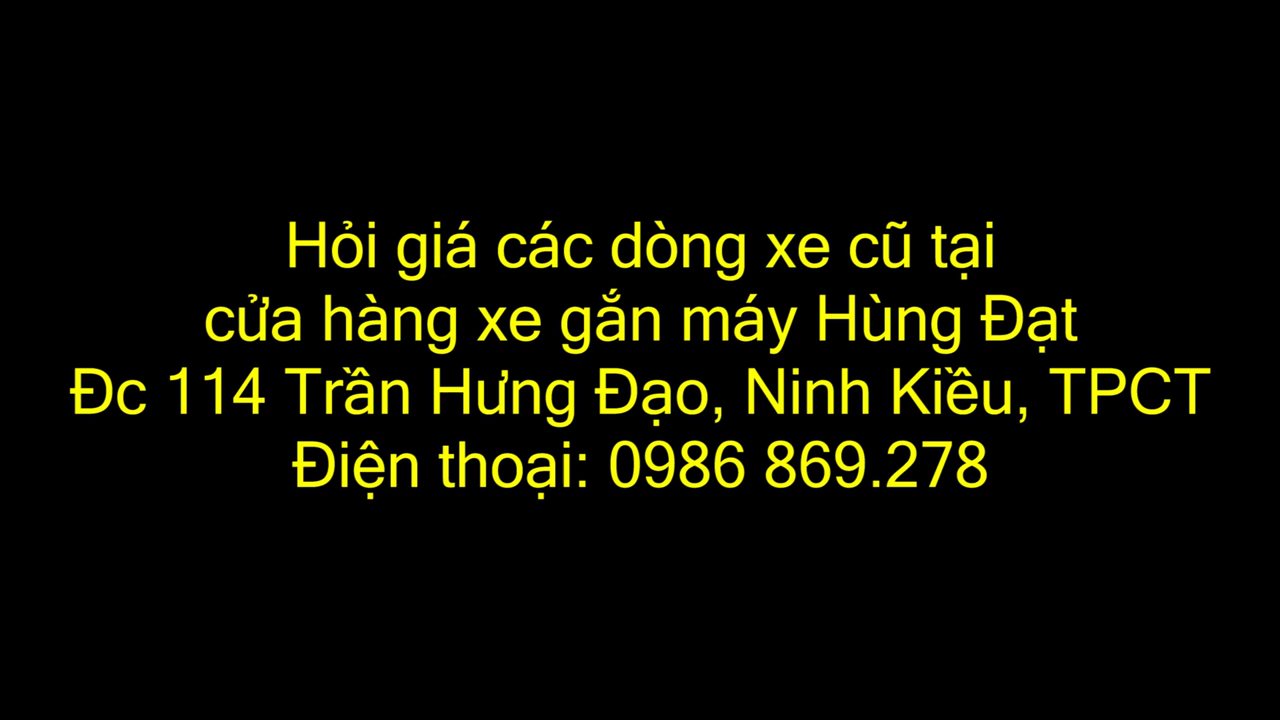 Hỏi giá các dòng xe cũ tại
cửa hàng xe gắn máy Hùng Đạt
Đc 114 Trần Hưng Đạo, Ninh Kiều, TPCT
Điện thoại: 0986 869.278